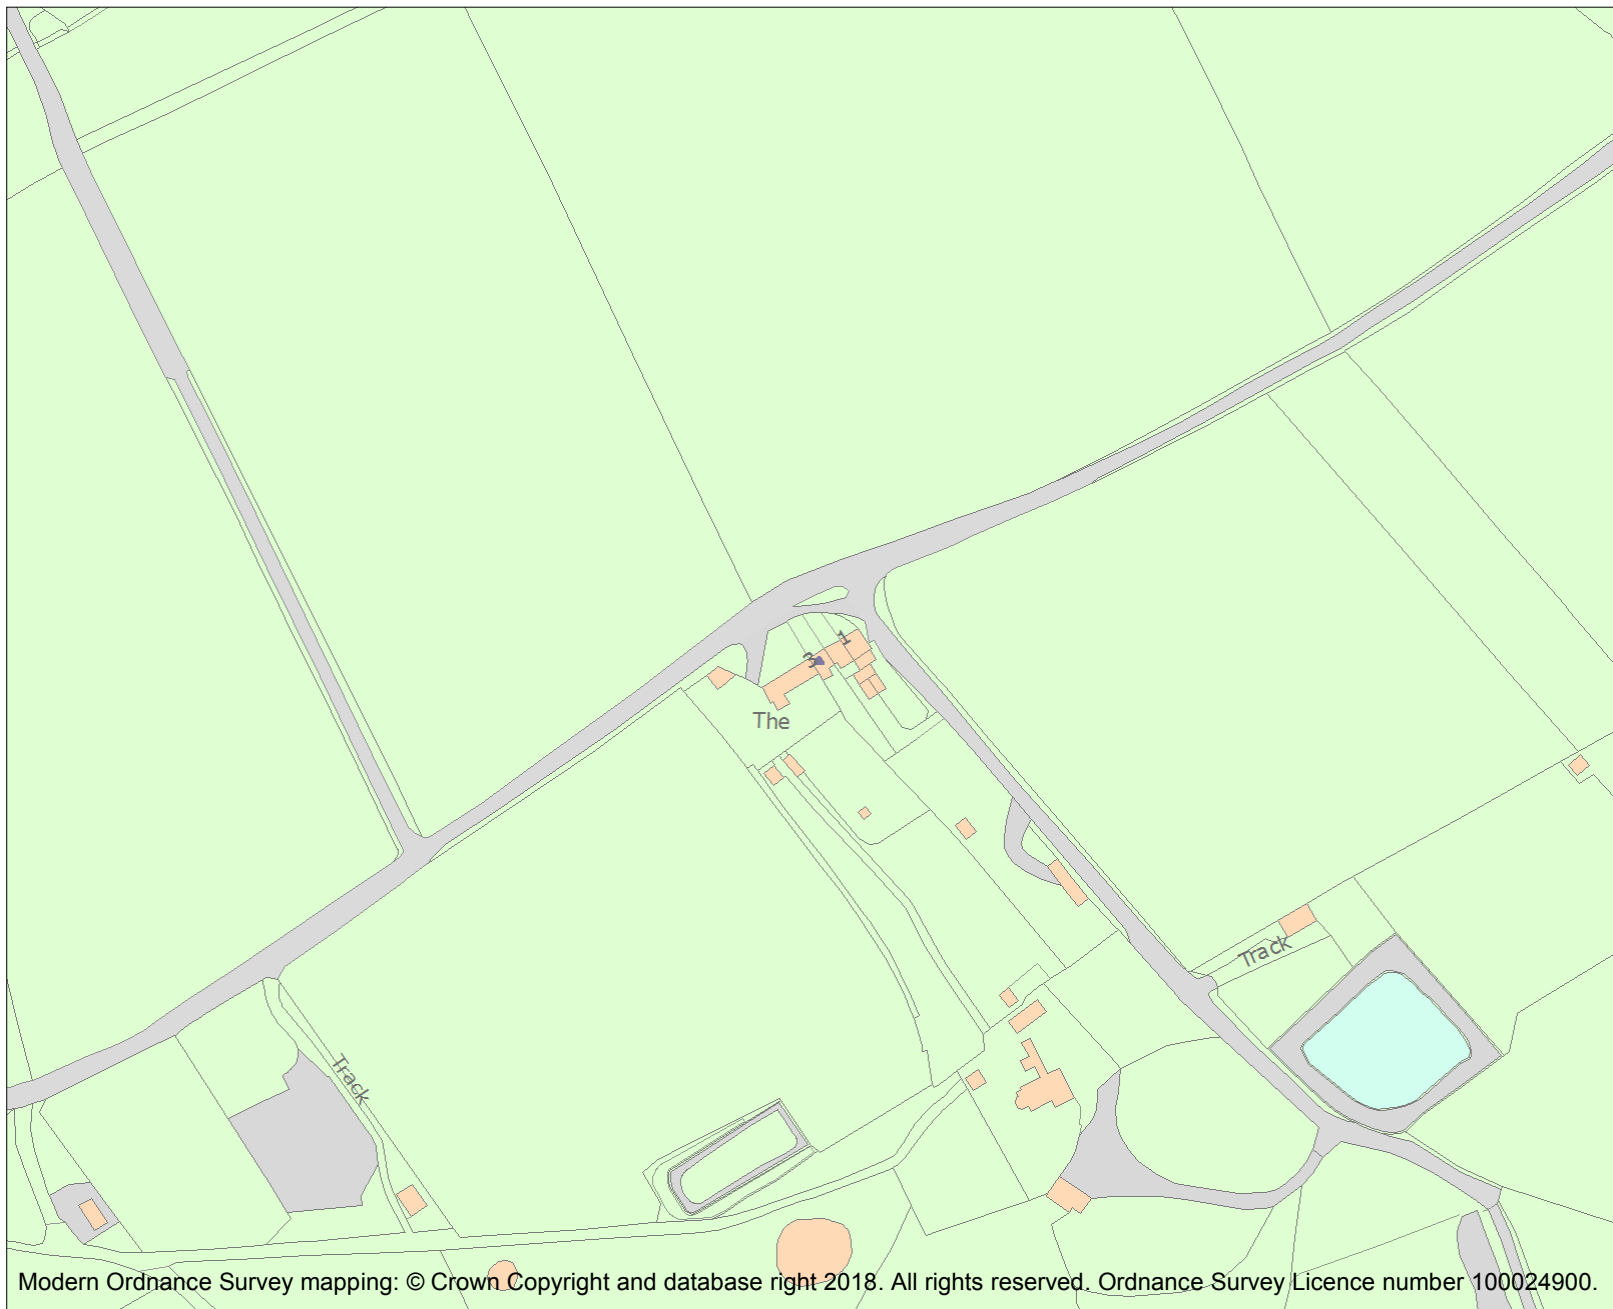 1
3
The
Track
Track
Modern Ordnance Survey mapping: © Crown Copyright and database right 2018. All rights reserved. Ordnance Survey Licence number 100024900.